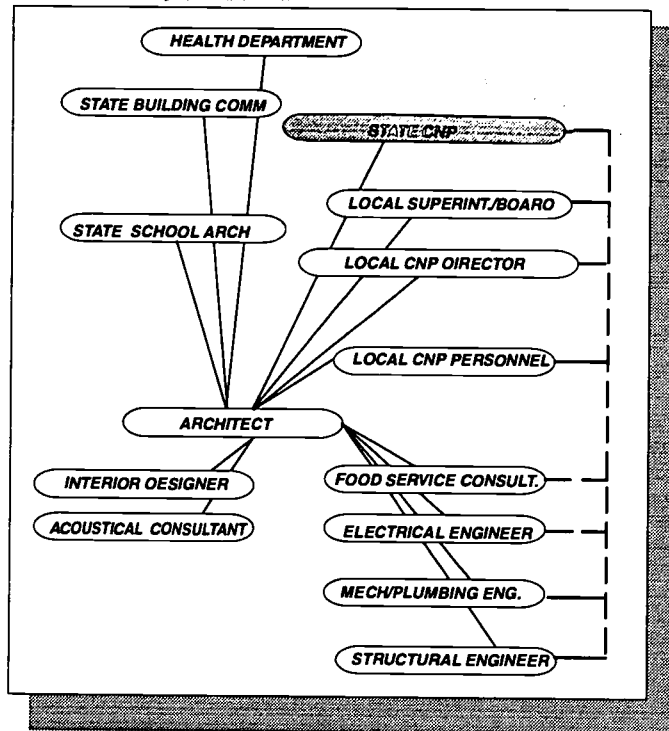 HEALTH DEPARTMENT
STATE BUILDING COMM
STATE CNP
LOCAL SUPERINT./BOARO
STATE SCHOOL ARCH
LOCAL CNP OIRECTOR
LOCAL CNP PERSONNEL
ARCHITECT
INTERIOR OESIGNER
FOOD SERVICE CONSULT.
ACOUSTICAL CONSULTANT
ELECTRICAL ENGINEER
MECH/PLUMBING ENG.
STRUCTURAL ENGINEER